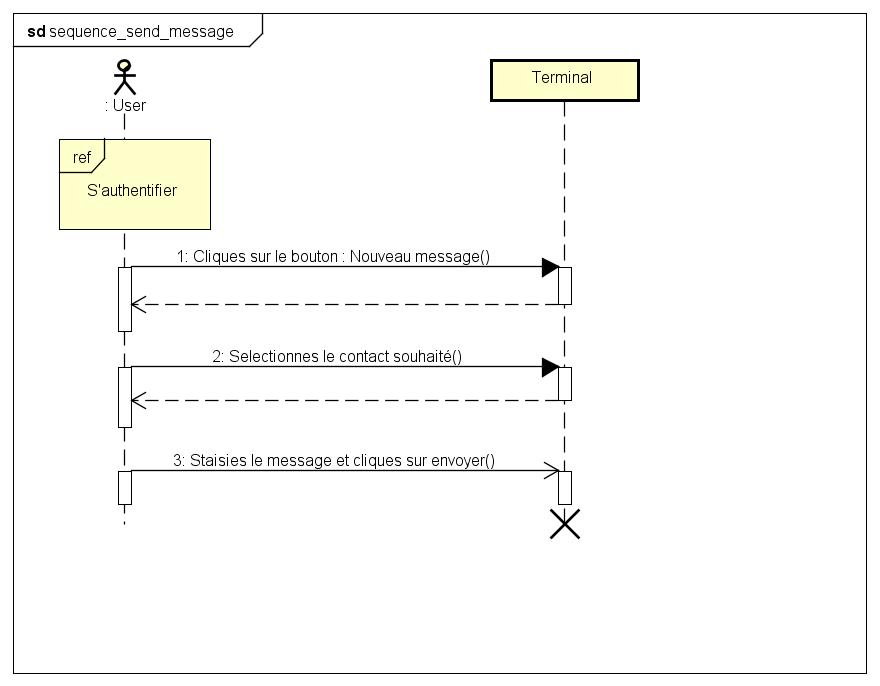 sd sequence_send_message
: User
Terminal
ref
S'authentifier
1: Cliques sur le bouton : Nouveau message()
2: Selectionnes le contact souhaité()
3: Staisies le message et cliques sur envoyer()